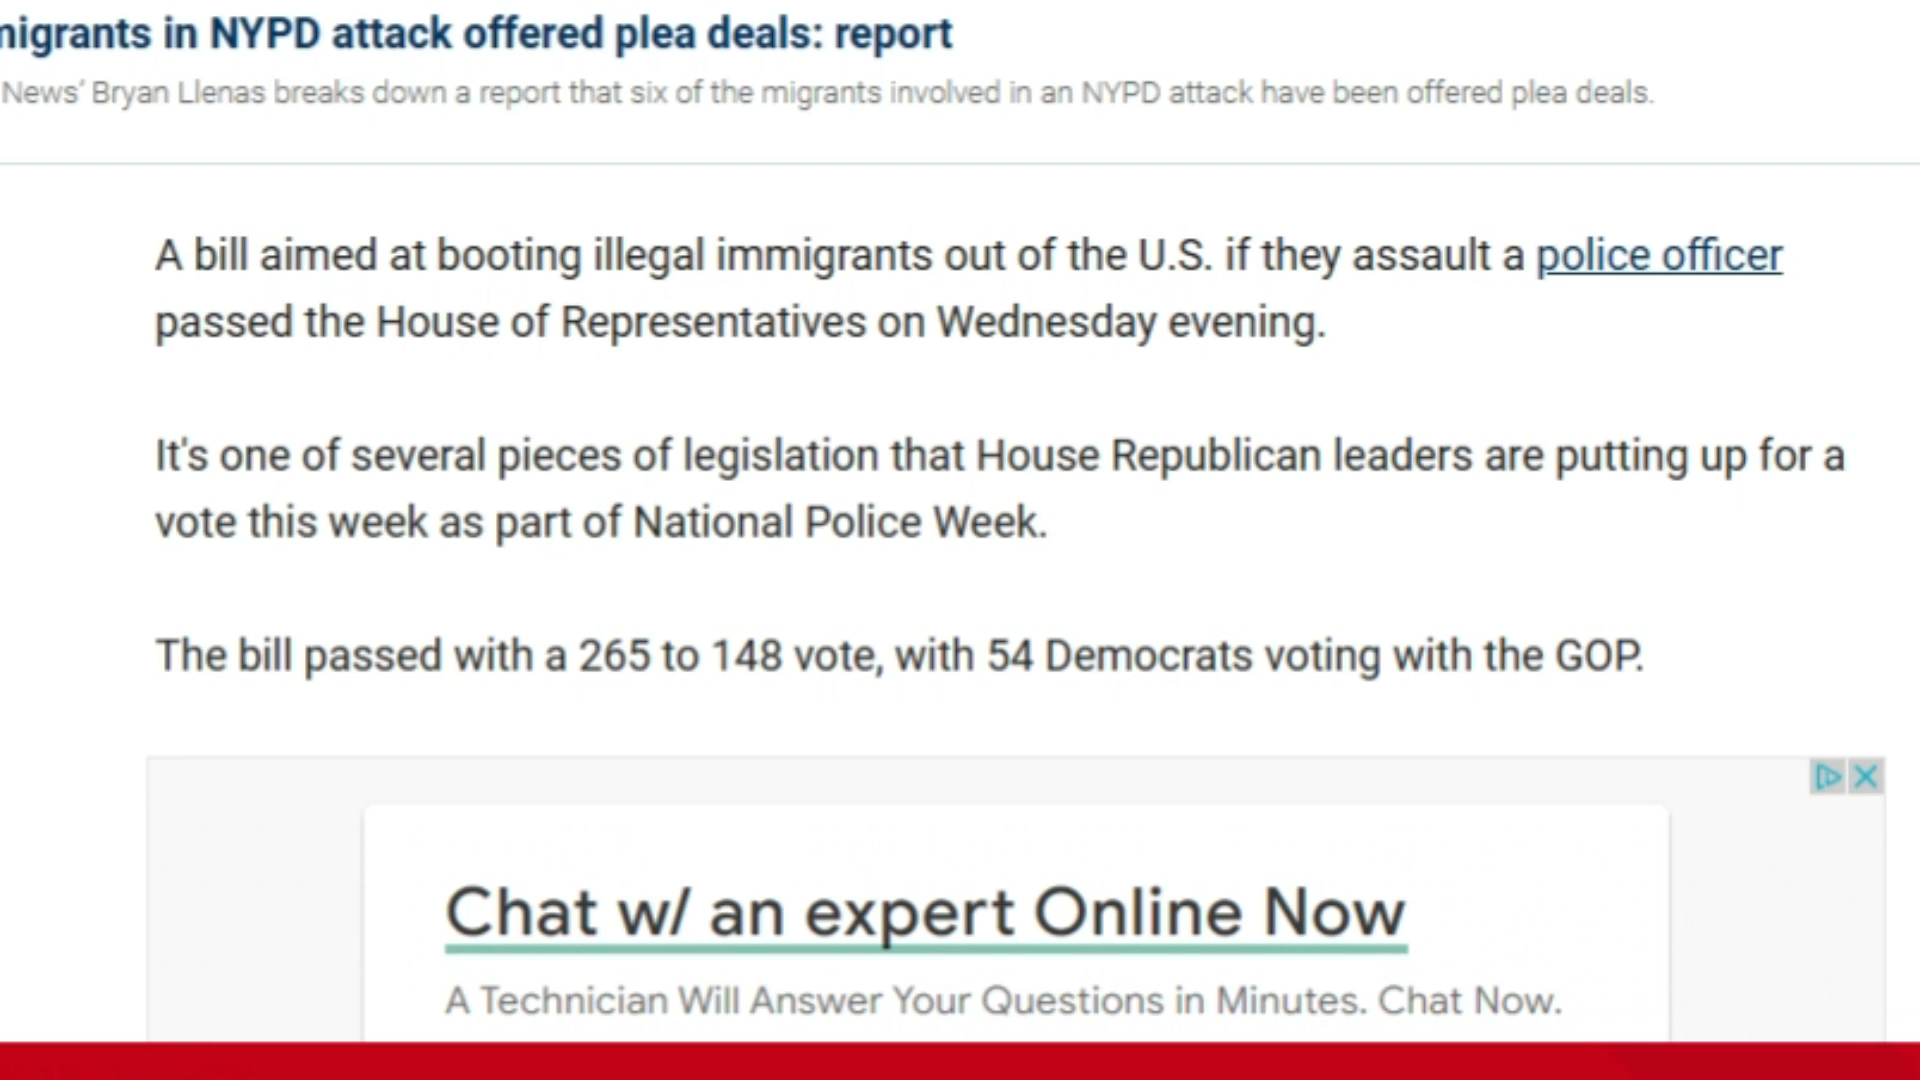 in NYPD attack offered plea deals: report
News' Bryan Llenas breaks down a report that six of the migrants involved in an NYPD attack have been offered plea deals.
A bill aimed at booting illegal immigrants out of the U.S. if they assault a police officer
passed the House of Representatives on Wednesday evening.
It's one of several pieces of legislation that House Republican leaders are putting up for a
vote this week as part of National Police Week.
The bill passed with a 265 to 148 vote, with 54 Democrats voting with the GOP.
Chat w/ an expert Online Now
A Technician Will Answer Your Questions in Minutes. Chat Now.